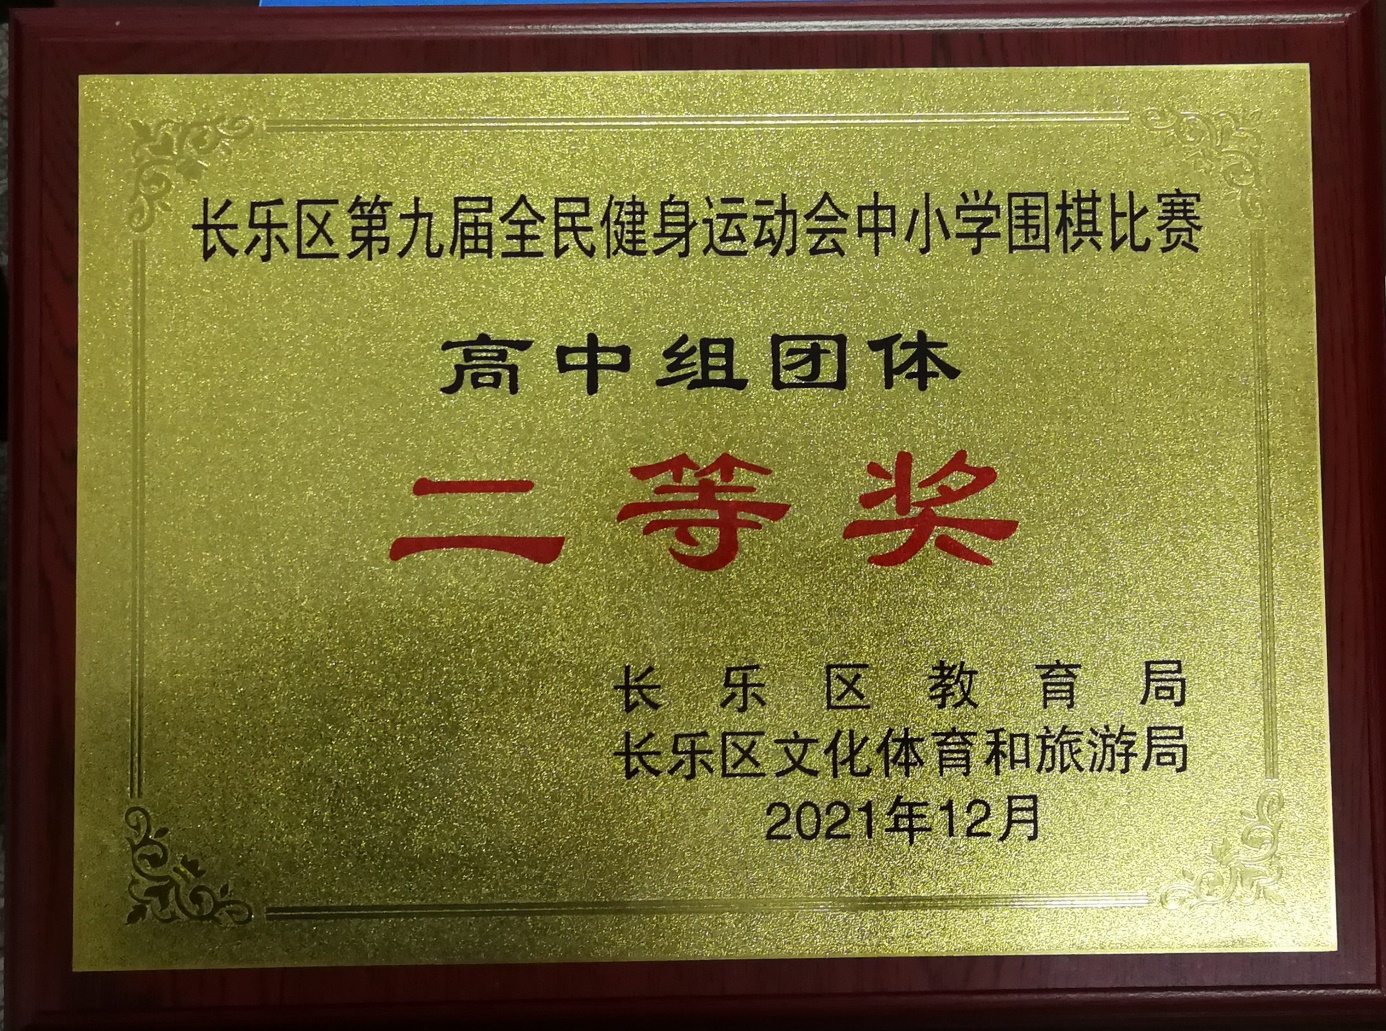 长乐区第九届全民健身运动会中小学围棋比赛
高中组团体
二等奖
长乐区教育局
长乐区文化体育和旅游局
2021年12月